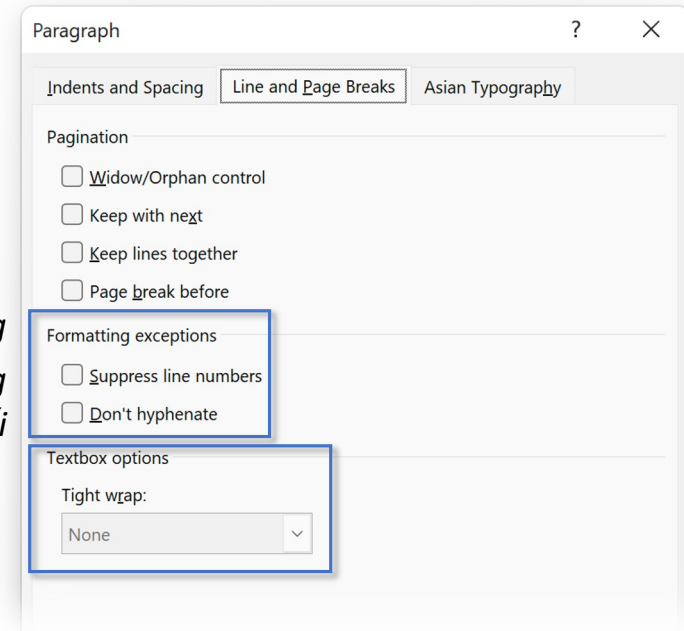 Paragraph ?
Indents and Spacing Line and Page Breaks Asian Typography
Pagination
Widow/Orphan control
Keep with next
Keep lines together
Page break before
Formatting exceptions
Suppress line numbers
Don't hyphenate
Textbox options
Tight wrap:
None